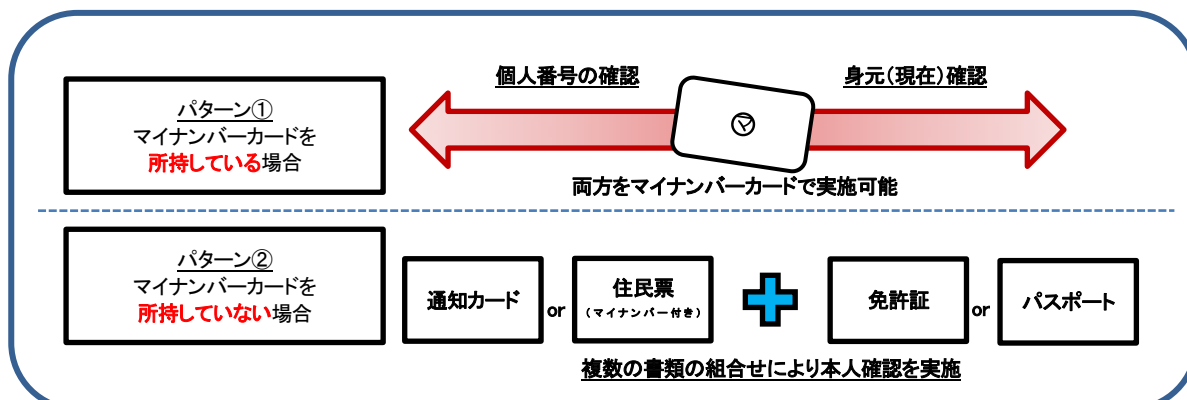 個人番号の確認
身元(現在)確認
パターン①
マイナンバーカードを
所持している場合
マ
両方をマイナンバーカードで実施可能
パターン②
マイナンバーカードを
所持していない場合
通知カード
or
住民票
(マイナンバー付き)
免許証
or
パスポート
複数の書類の組合せにより本人確認を実施